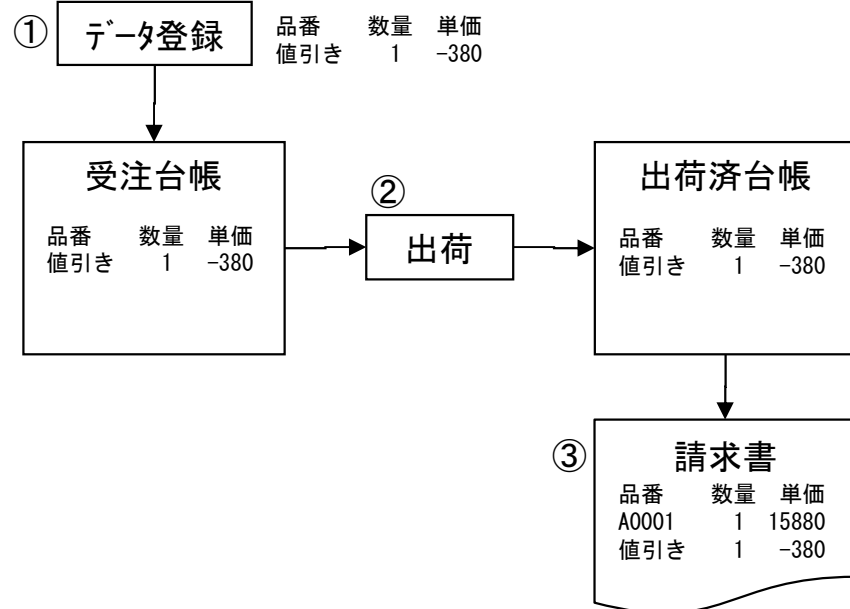 ① データ登録
品番 数量 単価
値引き 1 -380
受注台帳
品番 数量 単価
値引き 1 -380
②
出荷
出荷済台帳
品番 数量 単価
値引き 1 -380
③ 請求書
品番 数量 単価
A0001 1 15880
値引き 1 -380